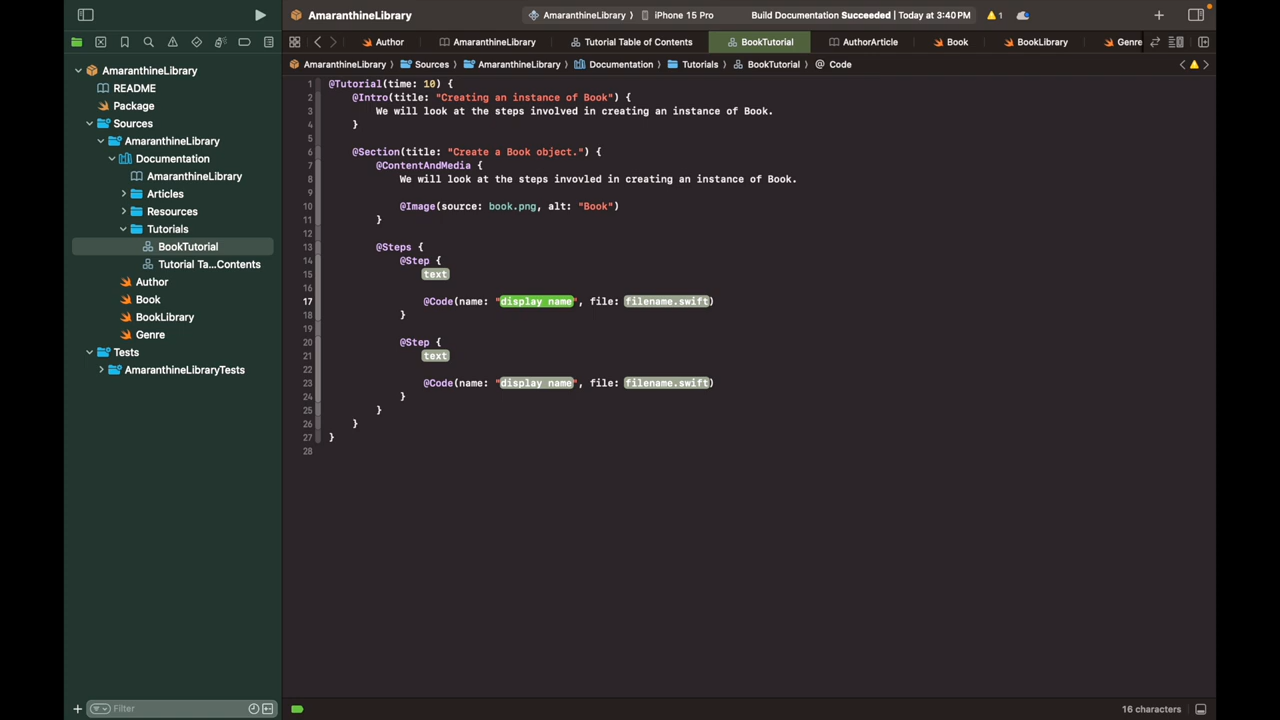 AmaranthineLibrary
AmaranthineLibrary
iPhone 15 Pro
Build Documentation Succeeded | Today at 3:40 PM
1
Author
AmaranthineLibrary
Tutorial Table of Contents
BookTutorial
AuthorArticle
Book
BookLibrary
Genre
AmaranthineLibrary
Sources
AmaranthineLibrary
Documentation
Tutorials
BookTutorial
Code
AmaranthineLibrary
README
Package
Sources
AmaranthineLibrary
Documentation
AmaranthineLibrary
Articles
Resources
Tutorials
BookTutorial
Tutorial Ta...Contents
Author
Book
BookLibrary
Genre
Tests
AmaranthineLibraryTests
Filter
1 @Tutorial(time: 10) {
2 @Intro(title: "Creating an instance of Book") {
3 We will look at the steps involved in creating an instance of Book.
4 }
5
6 @Section(title: "Create a Book object.") {
7 @ContentAndMedia {
8 We will look at the steps invovled in creating an instance of Book.
9
10 @Image(source: book.png, alt: "Book")
11 }
12
13 @Steps {
14 @Step {
15 text
16
17 @Code(name: "display name", file: filename.swift)
18 }
19
20 @Step {
21 text
22
23 @Code(name: "display name", file: filename.swift)
24 }
25 }
26 }
27 }
28
16 characters